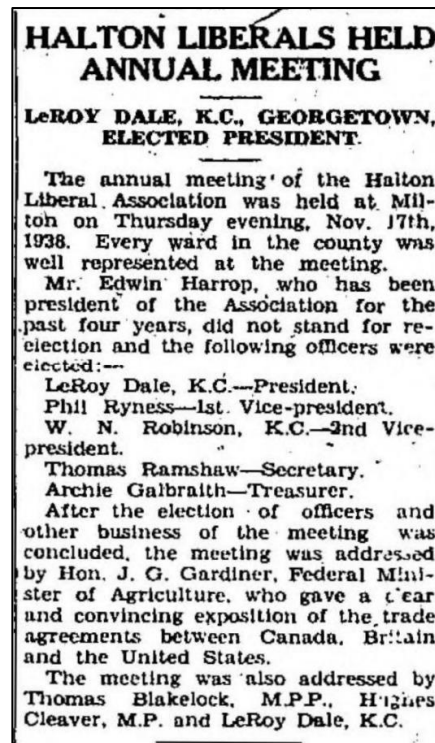 HALTON LIBERALS HELD
ANNUAL MEETING
LeROY DALE, K.C., GEORGETOWN,
ELECTED PRESIDENT.
The annual meeting of the Halton
Liberal Association was held at Mil-
ton on Thursday evening, Nov. 17th,
1938. Every ward in the county was
well represented at the meeting.
Mr. Edwin Harrop, who has been
president of the Association for the
past four years, did not stand for re-
election and the following officers were
elected:—
LeRoy Dale, K.C.—President.
Phil Ryness—1st Vice-president.
W. N. Robinson, K.C.—2nd Vice-
president.
Thomas Ramshaw—Secretary.
Archie Galbraith—Treasurer.
After the election of officers and
other business of the meeting was
concluded, the meeting was addressed
by Hon. J. G. Gardiner, Federal Mini-
ster of Agriculture, who gave a clear
and convincing exposition of the trade
agreements between Canada, Britain
and the United States.
The meeting was also addressed by
Thomas Blakelock, M.P.P., Hughes
Cleaver, M.P. and LeRoy Dale, K.C.